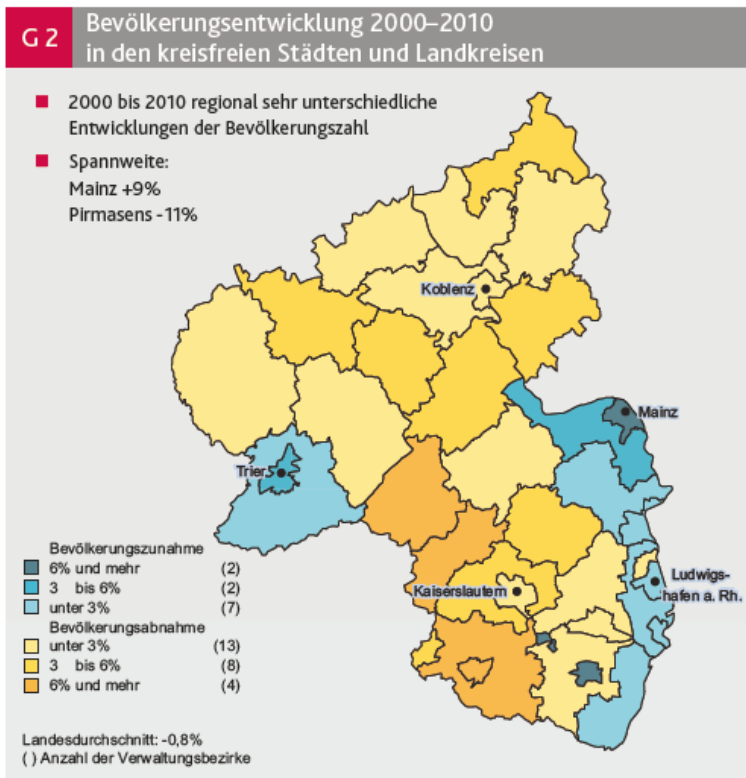 G 2
Bevölkerungsentwicklung 2000–2010
in den kreisfreien Städten und Landkreisen
■ 2000 bis 2010 regional sehr unterschiedliche
Entwicklungen der Bevölkerungszahl
■ Spannweite:
Mainz +9%
Pirmasens -11%
Koblenz
Mainz
Trier
Kaiserslautern
Ludwigs-
hafen a. Rh.
Bevölkerungszunahme
6% und mehr (2)
3 bis 6% (2)
unter 3% (7)
Bevölkerungsabnahme
unter 3% (13)
3 bis 6% (8)
6% und mehr (4)
Landesdurchschnitt: -0,8%
( ) Anzahl der Verwaltungsbezirke